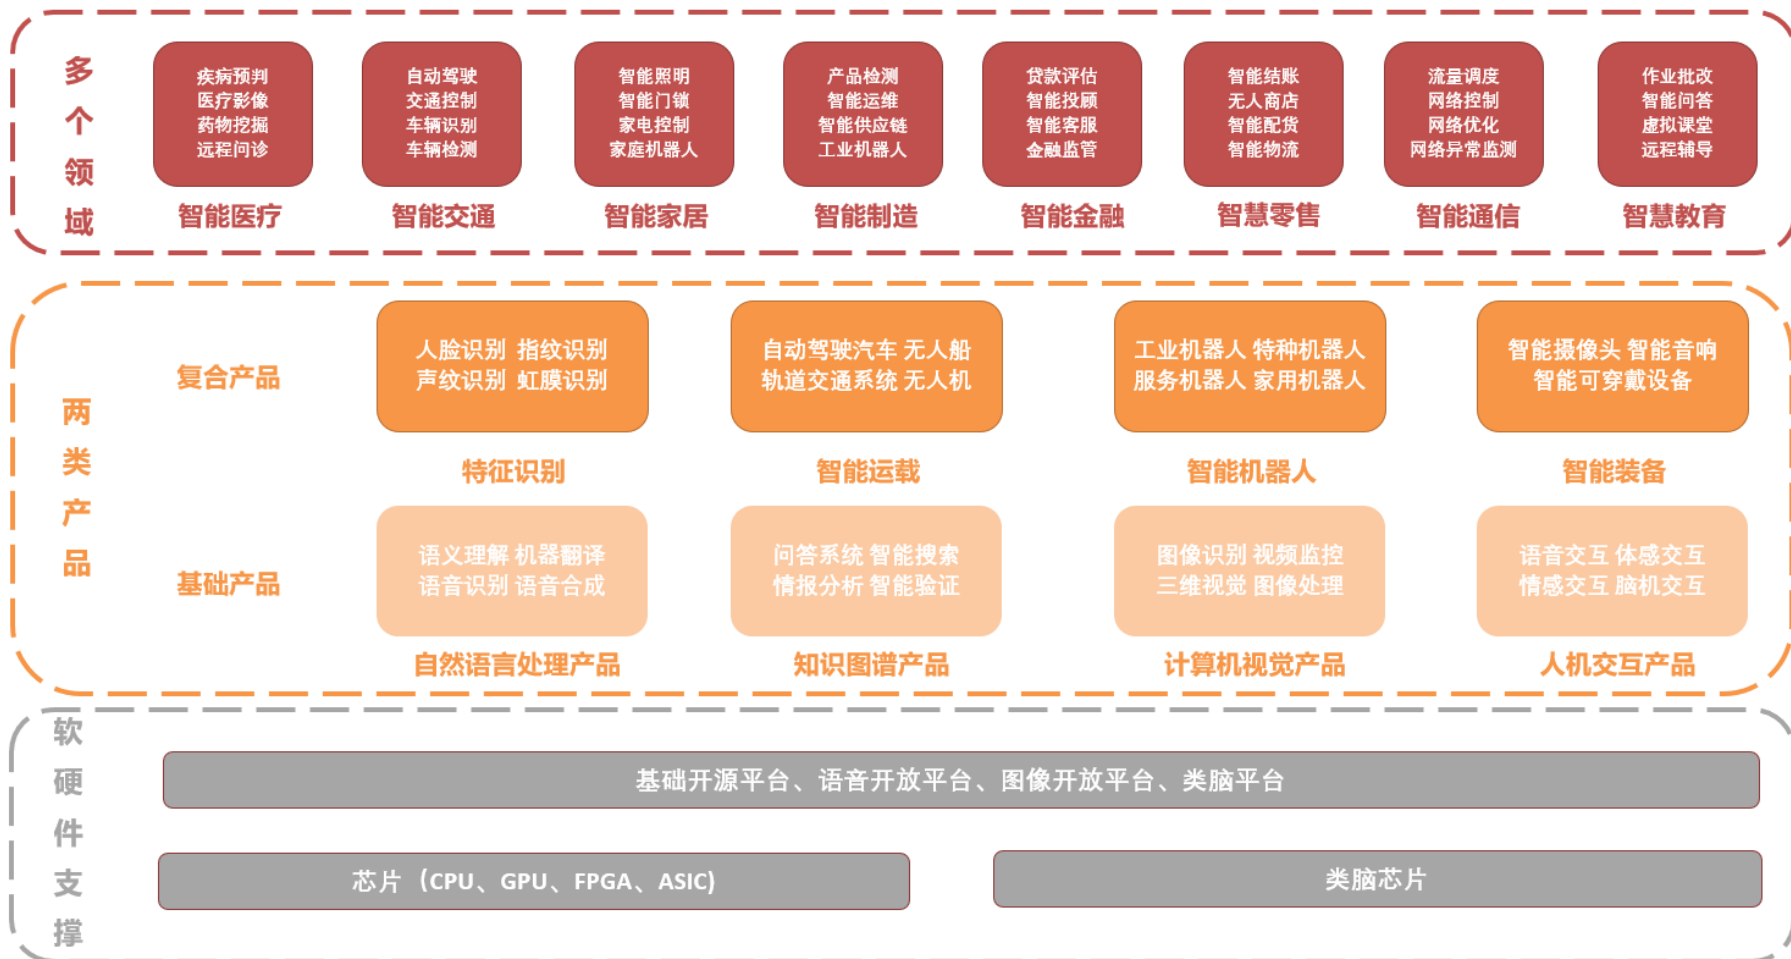 多个领域
疾病预判
医疗影像
药物挖掘
远程问诊
智能医疗
自动驾驶
交通控制
车辆识别
车辆检测
智能交通
智能照明
智能门锁
家电控制
家庭机器人
智能家居
产品检测
智能运维
智能供应链
工业机器人
智能制造
贷款评估
智能投顾
智能客服
金融监管
智能金融
智能结账
无人商店
智能配货
智能物流
智慧零售
流量调度
网络控制
网络优化
网络异常监测
智能通信
作业批改
智能问答
虚拟课堂
远程辅导
智慧教育
两类产品
复合产品
人脸识别 指纹识别
声纹识别 虹膜识别
特征识别
自动驾驶汽车 无人船
轨道交通系统 无人机
智能运载
工业机器人 特种机器人
服务机器人 家用机器人
智能机器人
智能摄像头 智能音响
智能可穿戴设备
智能装备
基础产品
语义理解 机器翻译
语音识别 语音合成
自然语言处理产品
问答系统 智能搜索
情报分析 智能验证
知识图谱产品
图像识别 视频监控
三维视觉 图像处理
计算机视觉产品
语音交互 体感交互
情感交互 脑机交互
人机交互产品
软硬件支撑
基础开源平台、语音开放平台、图像开放平台、类脑平台
芯片（CPU、GPU、FPGA、ASIC)
类脑芯片